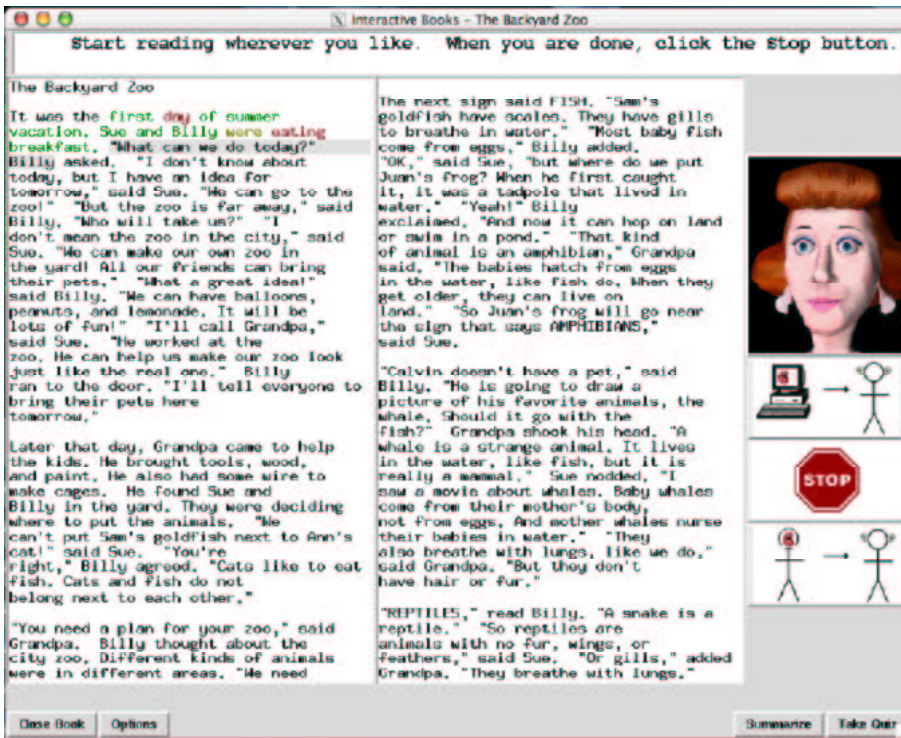 Interactive Books - The Backyard Zoo
Start reading wherever you like. When you are done, click the Stop button.
The Backyard Zoo
It was the first day of summer
vacation. Sue and Billy were eating
breakfast. "What can we do today?"
Billy asked. "I don't know about
today, but I have an idea for
tomorrow," said Sue. "We can go to the
zoo!" "But the zoo is far away," said
Billy. "Who will take us?" "I
don't mean the zoo in the city," said
Sue. "We can make our own zoo in
the yard! All our friends can bring
their pets." "What a great idea!"
said Billy. "We can have balloons,
peanuts, and lemonade. It will be
lots of fun!" "I'll call Grandpa,"
said Sue. "He worked at the
zoo. He can help us make our zoo look
just like the real one." Billy
ran to the door. "I'll tell everyone to
bring their pets here
tomorrow."
Later that day, Grandpa came to help
the kids. He brought tools, wood,
and paint. He also had some wire to
make cages. He found Sue and
Billy in the yard. They were deciding
where to put the animals. "We
can't put Sam's goldfish next to Ann's
cat!" said Sue. "You're
right," Billy agreed. "Cats like to eat
fish. Cats and fish do not
belong next to each other."
"You need a plan for your zoo," said
Grandpa. Billy thought about the
city zoo. Different kinds of animals
were in different areas. "We need
The next sign said FISH. "Sam's
goldfish have scales. They have gills
to breathe in water." "Most baby fish
come from eggs," Billy added.
"OK," said Sue, "but where do we put
Juan's frog? When he first caught
it, it was a tadpole that lived in
water." "Yeah!" Billy
exclaimed, "And now it can hop on land
or swim in a pond." "That kind
of animal is an amphibian," Grandpa
said. "The babies hatch from eggs
in the water, like fish do. When they
get older, they can live on
land." "So Juan's frog will go near
the sign that says AMPHIBIANS,"
said Sue.
"Calvin doesn't have a pet," said
Billy. "He is going to draw a
picture of his favorite animals, the
whale. Should it go with the
fish?" Grandpa shook his head. "A
whale is a strange animal. It lives
in the water, like fish, but it is
really a mammal." Sue nodded. "I
saw a movie about whales. Baby whales
come from their mother's body,
not from eggs. And mother whales nurse
their babies in water." "They
also breathe with lungs, like we do,"
said Grandpa. "But they don't
have hair or fur."
"REPTILES," read Billy. "A snake is a
reptile." "So reptiles are
animals with no fur, wings, or
feathers," said Sue. "Or gills," added
Grandpa. "They breathe with lungs."
STOP
Close Book Options Summarize Take Quiz